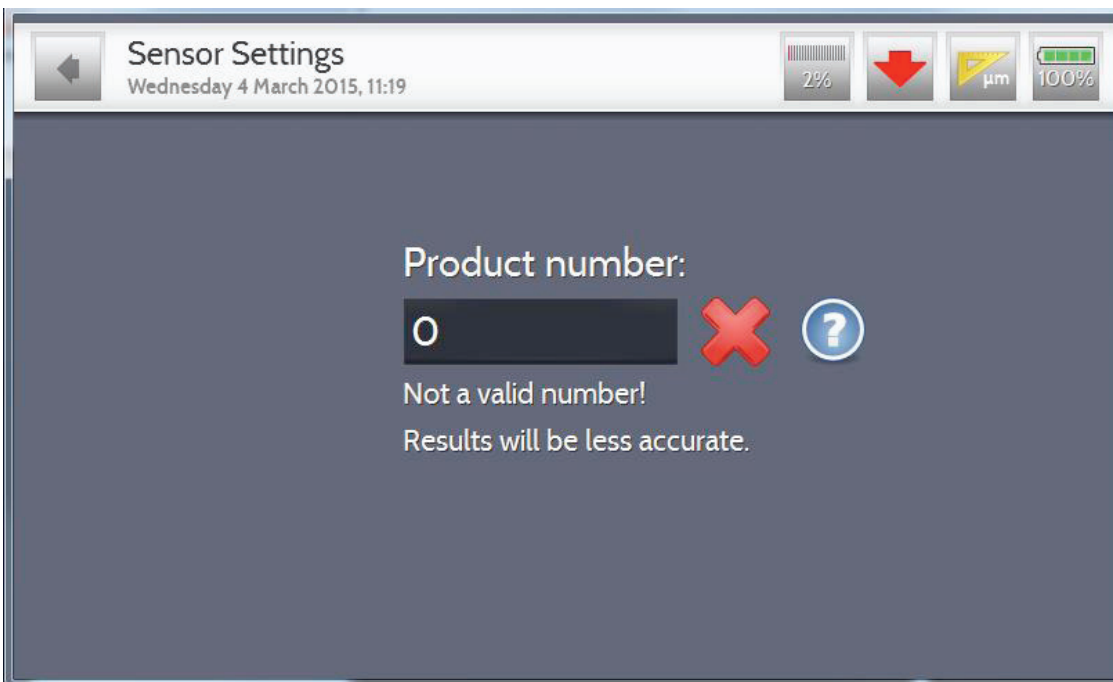 Sensor Settings
Wednesday 4 March 2015, 11:19
2%
μm
100%
Product number:
0
?
Not a valid number!
Results will be less accurate.